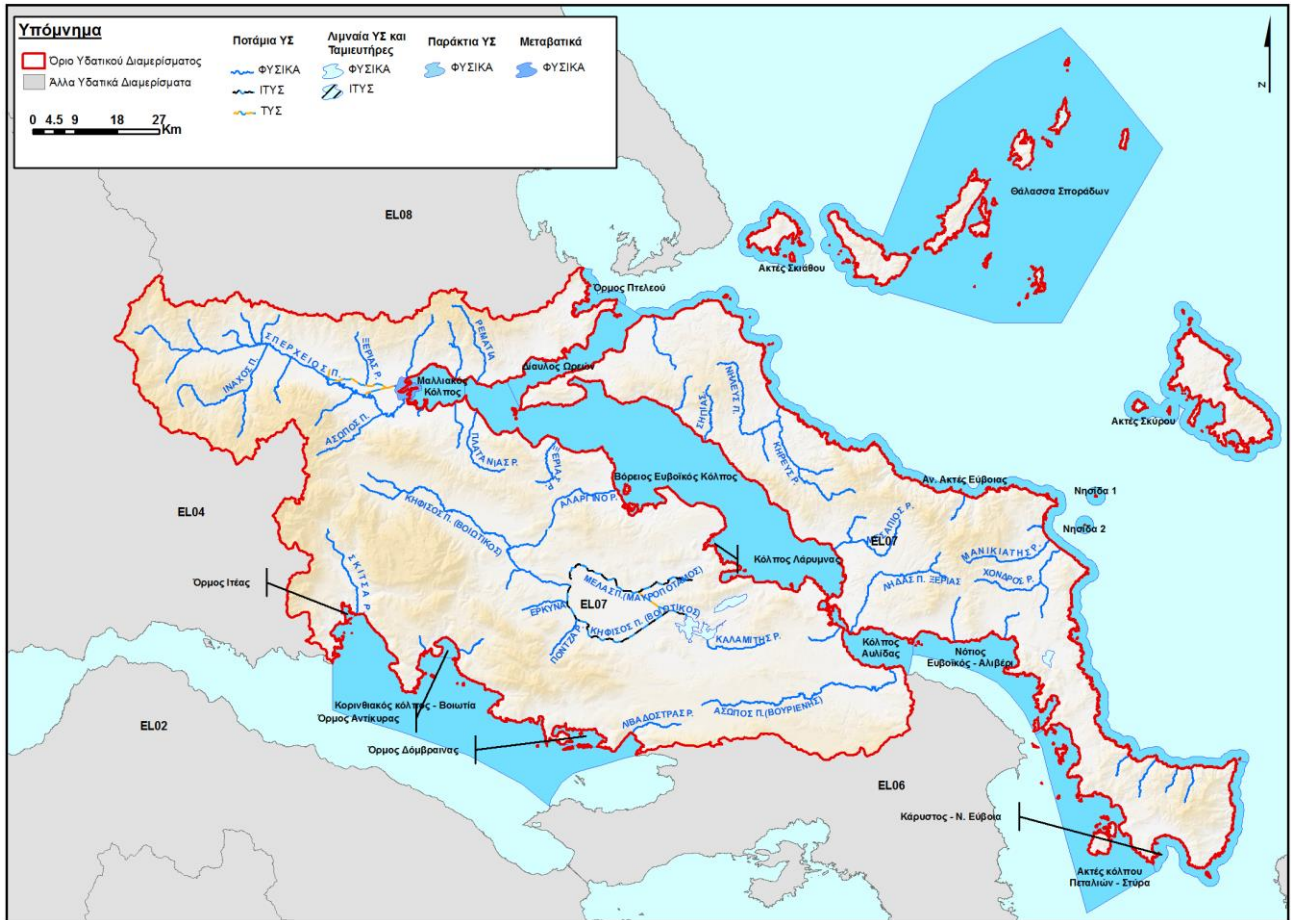 Υπόμνημα
Όριο Υδατικού Διαμερίσματος
Άλλα Υδατικά Διαμερίσματα
0 4.5 9 18 27
Km
Ποτάμια ΥΣ
ΦΥΣΙΚΑ
ΙΤΥΣ
ΤΥΣ
Λιμναία ΥΣ και
Ταμιευτήρες
ΦΥΣΙΚΑ
ΙΤΥΣ
Παράκτια ΥΣ
ΦΥΣΙΚΑ
Μεταβατικά
ΦΥΣΙΚΑ
N
EL08
Θάλασσα Σποράδων
Ακτές Σκιάθου
Όρμος Πτελεού
ΡΕΜΑΤΙΑ
ΞΕΡΙΑΣ Ρ.
ΣΠΕΡΧΕΙΟΣ Π.
ΙΝΑΧΟΣ Π.
Μαλλιακός
Κόλπος
Δίαυλος Ωρεών
ΝΗΛΕΥΣ Π.
ΣΗΠΙΑΣ
ΚΗΡΕΥΣ Ρ.
Ακτές Σκύρου
ΑΣΩΠΟΣ Π.
ΠΛΑΤΑΝΙΑΣ Ρ.
ΞΕΡΙΑΣ Ρ.
Βόρειος Ευβοϊκός Κόλπος
Αν. Ακτές Εύβοιας
Νησίδα 1
Νησίδα 2
ΑΛΑΡΓΙΝΟ Ρ.
ΚΗΦΙΣΟΣ Π. (ΒΟΙΩΤΙΚΟΣ)
EL04
EL07
ΜΑΝΙΚΙΑΤΗΣ Ρ.
ΧΟΝΔΡΟΣ Ρ.
Κόλπος Λάρυμνας
ΛΗΔΑΣ Π. ΞΕΡΙΑΣ
ΣΚΙΤΣΑ Ρ.
Όρμος Ιτέας
ΜΕΛΑΣ Π. (ΜΑΥΡΟΠΟΤΑΜΟΣ)
ΕΡΚΥΝΑ
EL07
ΚΗΦΙΣΟΣ Π. (ΒΟΙΩΤΙΚΟΣ)
ΠΟΝΤΖΑ Ρ.
ΚΑΛΑΜΙΤΗΣ Ρ.
Κόλπος
Αυλίδας
Νότιος
Ευβοϊκός - Αλιβέρι
Κορινθιακός κόλπος - Βοιωτία
Όρμος Αντίκυρας
ΑΣΩΠΟΣ Π. (ΒΟΥΡΙΕΝΗΣ)
EL02
Όρμος Δόμβραινας
EL06
Κάρυστος - Ν. Εύβοια
Ακτές κόλπου
Πεταλιών - Στύρα